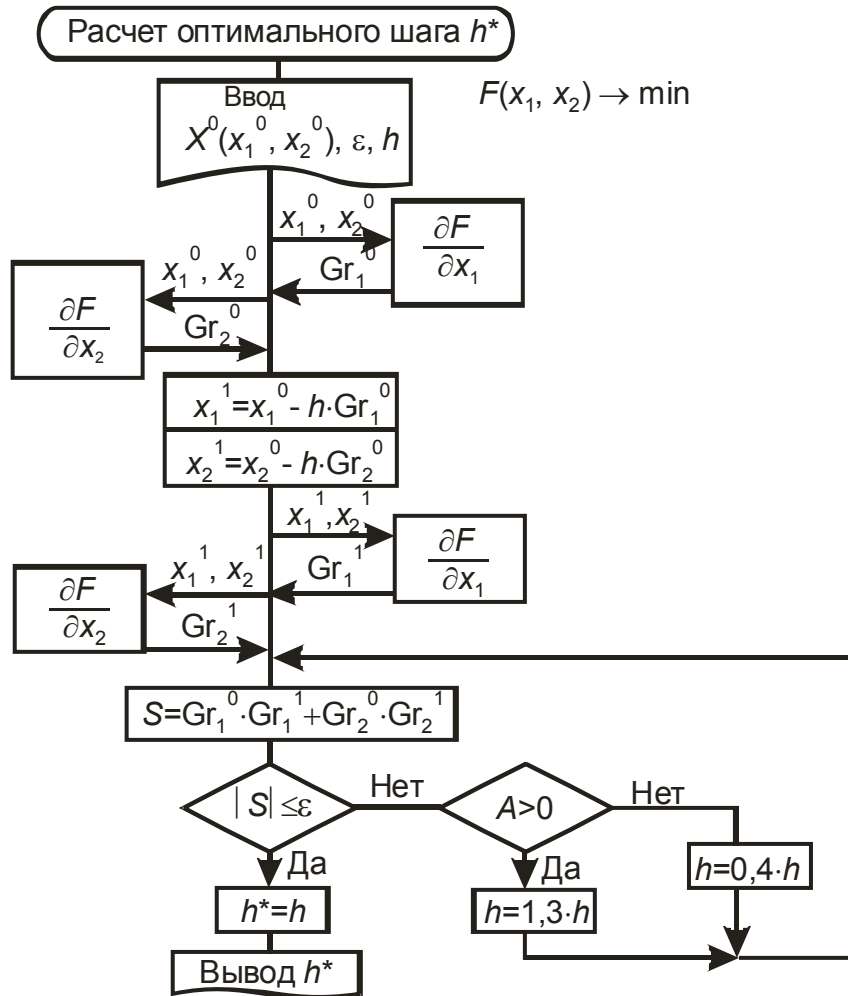 Расчет оптимального шага h*
Ввод
X⁰(x₁⁰, x₂⁰), ε, h
F(x₁, x₂) → min
x₁⁰, x₂⁰
∂F
∂x₁
Gr₁⁰
x₁⁰, x₂⁰
∂F
∂x₂
Gr₂⁰
x₁¹=x₁⁰- h·Gr₁⁰
x₂¹=x₂⁰- h·Gr₂⁰
x₁¹,x₂¹
∂F
∂x₁
Gr₁¹
x₁¹, x₂¹
∂F
∂x₂
Gr₂¹
S=Gr₁⁰·Gr₁¹+Gr₂⁰·Gr₂¹
|S|≤ε
Нет
A>0
Нет
Да
Да
h=0,4·h
h*=h
h=1,3·h
Вывод h*